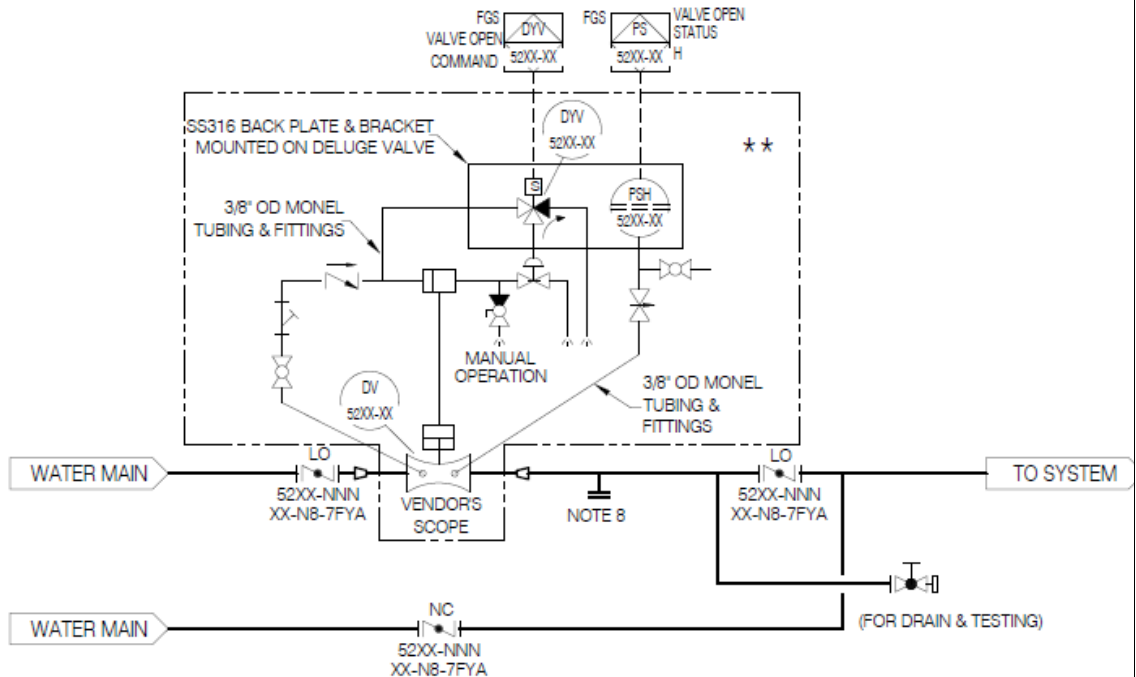 FGS
DYV
VALVE OPEN
COMMAND
52XX-XX
FGS
PS
VALVE OPEN
STATUS
H
52XX-XX
SS316 BACK PLATE & BRACKET
MOUNTED ON DELUGE VALVE
DYV
52XX-XX
**
S
PSH
52XX-XX
3/8" OD MONEL
TUBING & FITTINGS
MANUAL
OPERATION
3/8" OD MONEL
TUBING &
FITTINGS
DV
52XX-XX
WATER MAIN
LO
52XX-NNN
XX-N8-7FYA
VENDOR'S
SCOPE
NOTE 8
LO
52XX-NNN
XX-N8-7FYA
TO SYSTEM
(FOR DRAIN & TESTING)
WATER MAIN
NC
52XX-NNN
XX-N8-7FYA